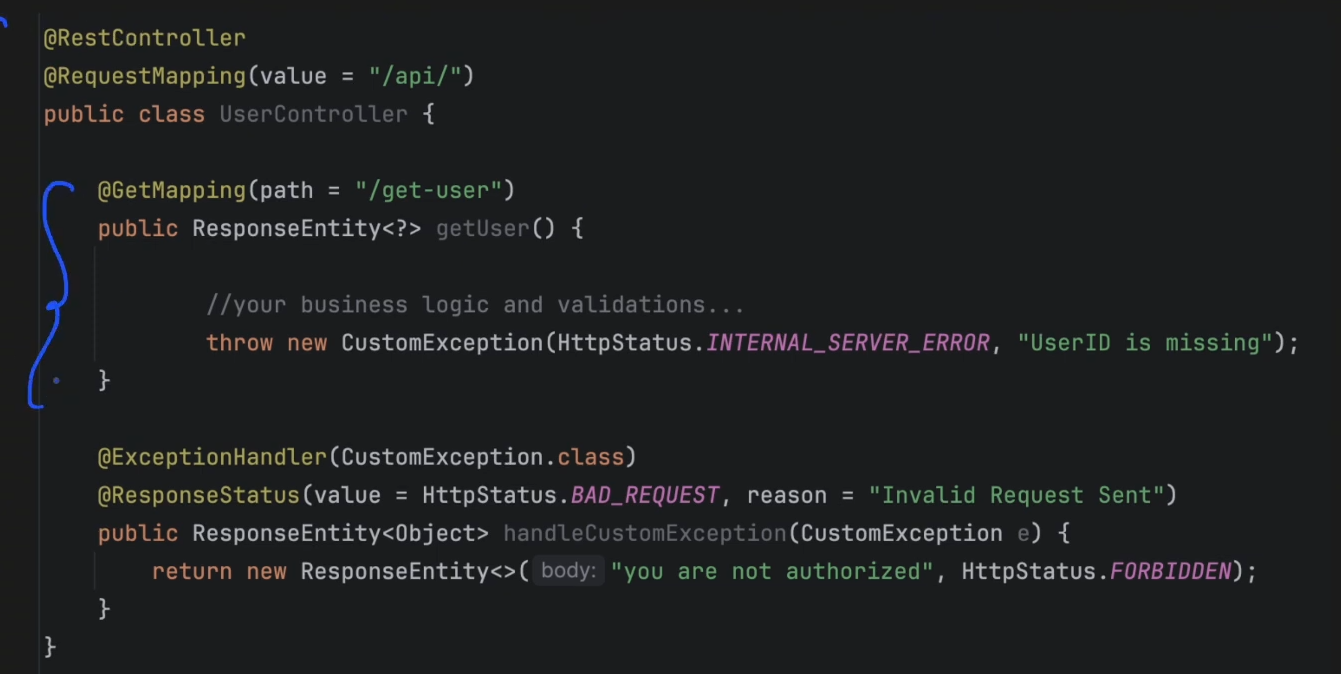 @RestController
@RequestMapping(value = "/api/")
public class UserController {
@GetMapping(path = "/get-user")
public ResponseEntity<?> getUser() {
//your business logic and validations...
throw new CustomException(HttpStatus.INTERNAL_SERVER_ERROR, "UserID is missing");
}
@ExceptionHandler(CustomException.class)
@ResponseStatus(value = HttpStatus.BAD_REQUEST, reason = "Invalid Request Sent")
public ResponseEntity<Object> handleCustomException(CustomException e) {
return new ResponseEntity<>( body: "you are not authorized", HttpStatus.FORBIDDEN);
}
}